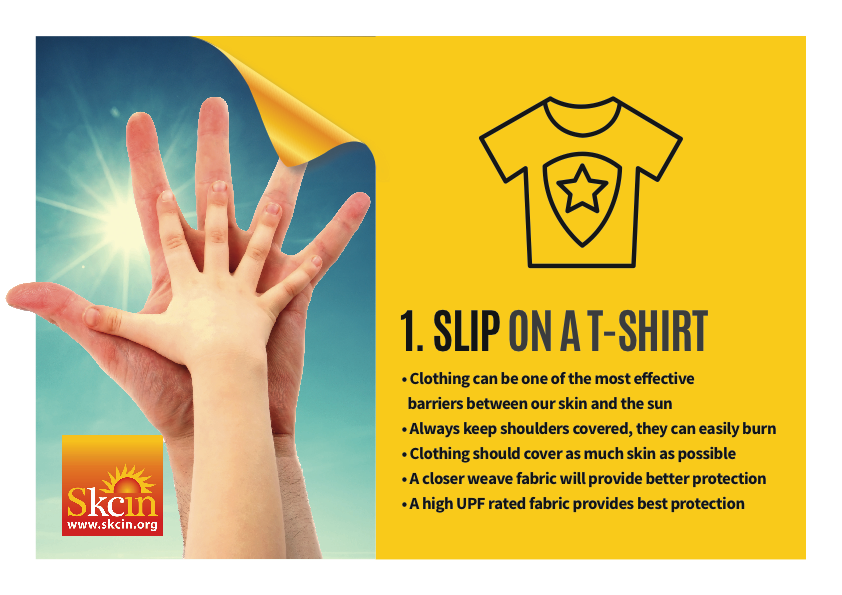 1. SLIP ON A T-SHIRT
• Clothing can be one of the most effective
barriers between our skin and the sun
• Always keep shoulders covered, they can easily burn
• Clothing should cover as much skin as possible
• A closer weave fabric will provide better protection
• A high UPF rated fabric provides best protection
Skcin
www.skcin.org